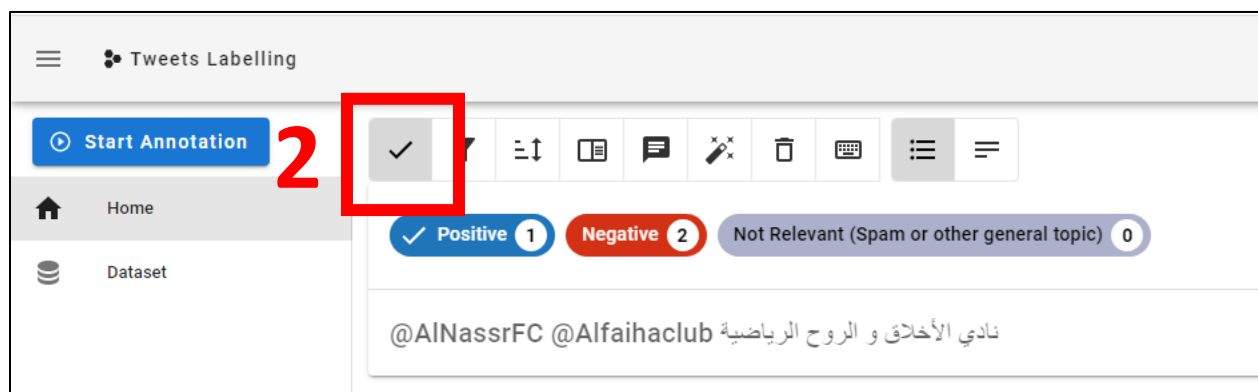 Tweets Labelling
Start Annotation
2
Home
Positive 1 Negative 2 Not Relevant (Spam or other general topic) 0
Dataset
@AlNassrFC @Alfaihaclub نادي الأخلاق و الروح الرياضية